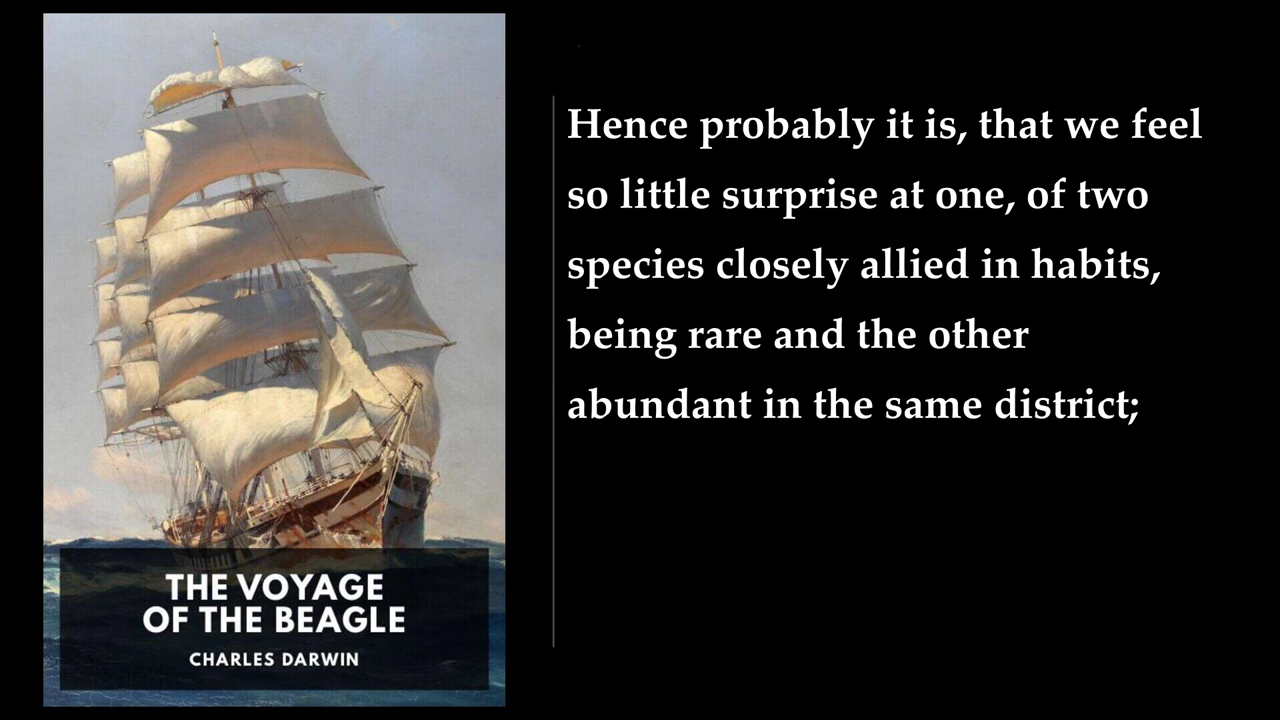 Hence probably it is, that we feel
so little surprise at one, of two
species closely allied in habits,
being rare and the other
abundant in the same district;
THE VOYAGE
OF THE BEAGLE
CHARLES DARWIN